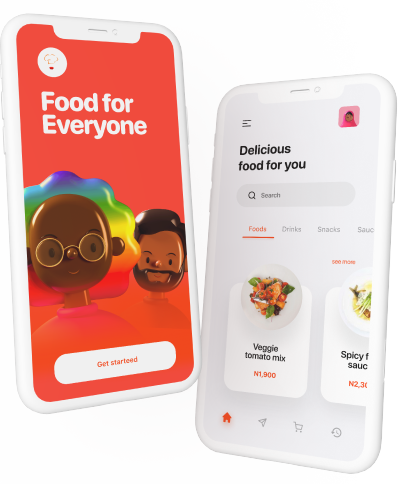 Food for
Everyone
Get starteed
Delicious
food for you
Search
Foods Drinks Snacks Sauc
see more
Veggie
tomato mix
N1,900
Spicy f
sauc
N2,30